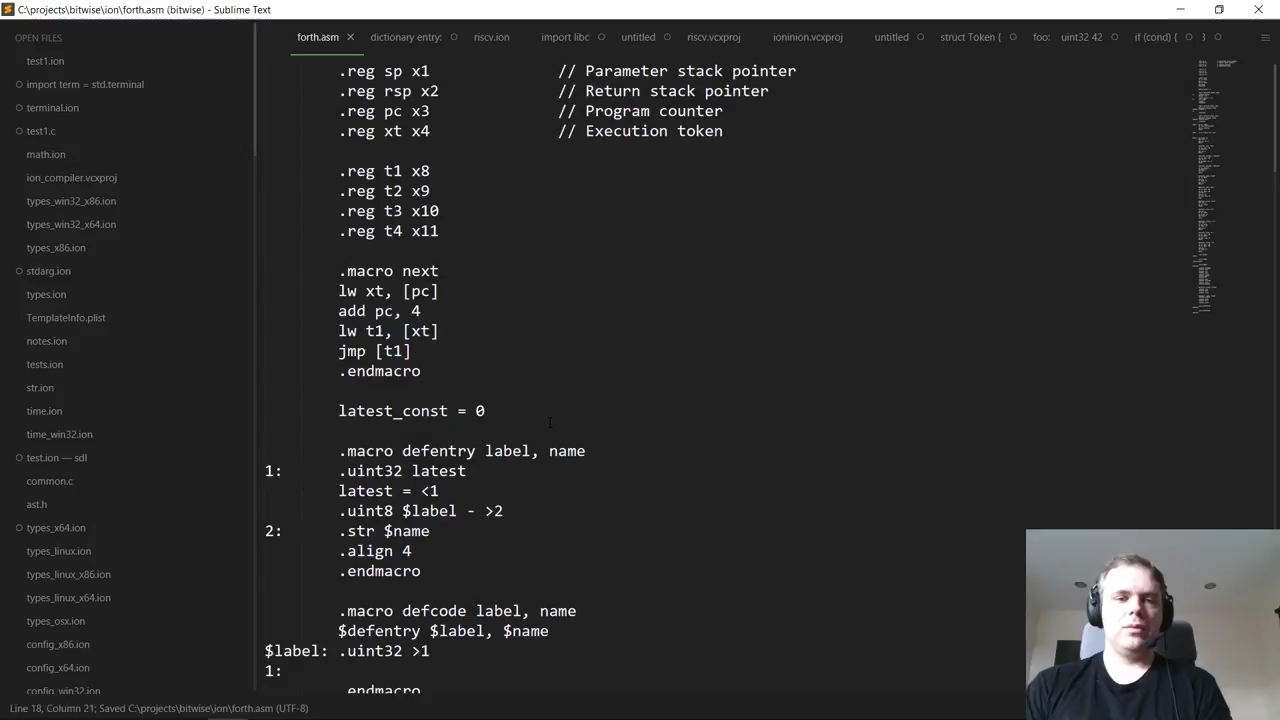 C:\projects\bitwise\ion\forth.asm (bitwise) - Sublime Text
OPEN FILES
test1.ion
import term = std.terminal
terminal.ion
test1.c
math.ion
ion_compiler.vcxproj
types_win32_x86.ion
types_win32_x64.ion
types_x86.ion
stdarg.ion
types.ion
TemplateInfo.plist
notes.ion
tests.ion
str.ion
time.ion
time_win32.ion
test.ion — sdl
common.c
ast.h
types_x64.ion
types_linux.ion
types_linux_x86.ion
types_linux_x64.ion
types_osx.ion
config_x86.ion
config_x64.ion
config_win32.ion
forth.asm × dictionary entry: riscv.ion import libc untitled riscv.vcxproj ioninion.vcxproj untitled struct Token { foo: uint32 42 if (cond) { 3
.reg sp x1 // Parameter stack pointer
.reg rsp x2 // Return stack pointer
.reg pc x3 // Program counter
.reg xt x4 // Execution token
.reg t1 x8
.reg t2 x9
.reg t3 x10
.reg t4 x11
.macro next
lw xt, [pc]
add pc, 4
lw t1, [xt]
jmp [t1]
.endmacro
latest_const = 0
.macro defentry label, name
1: .uint32 latest
latest = <1
.uint8 $label - >2
2: .str $name
.align 4
.endmacro
.macro defcode label, name
$defentry $label, $name
$label: .uint32 >1
1:
.endmacro
Line 18, Column 21; Saved C:\projects\bitwise\ion\forth.asm (UTF-8)